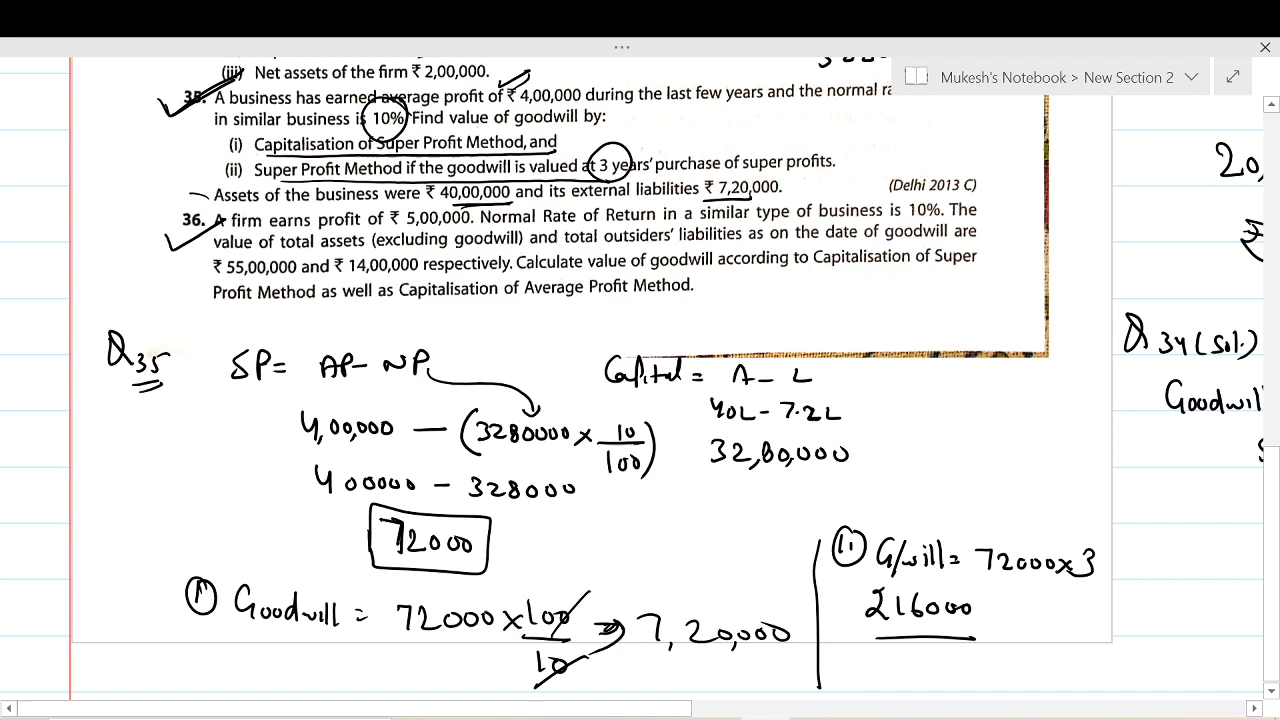 (iii) Net assets of the firm ₹ 2,00,000.
Mukesh's Notebook > New Section 2
35. A business has earned average profit of ₹ 4,00,000 during the last few years and the normal
in similar business is 10%. Find value of goodwill by:
(i) Capitalisation of Super Profit Method, and
(ii) Super Profit Method if the goodwill is valued at 3 years' purchase of super profits.
Assets of the business were ₹ 40,00,000 and its external liabilities ₹ 7,20,000. (Delhi 2013 C)
36. A firm earns profit of ₹ 5,00,000. Normal Rate of Return in a similar type of business is 10%. The
value of total assets (excluding goodwill) and total outsiders' liabilities as on the date of goodwill are
₹ 55,00,000 and ₹ 14,00,000 respectively. Calculate value of goodwill according to Capitalisation of Super
Profit Method as well as Capitalisation of Average Profit Method.
20,
₹
Q 35
SP = AP - NP
4,00,000 — (3280000 × 10/100)
400000 - 328000
72000
Capital = A - L
40L - 7.2L
32,80,000
Q 34 (Sol.)
Goodwil
(i) Goodwill = 72000 × 100/10 ⇒ 7,20,000
(ii) G/will = 72000×3
216000